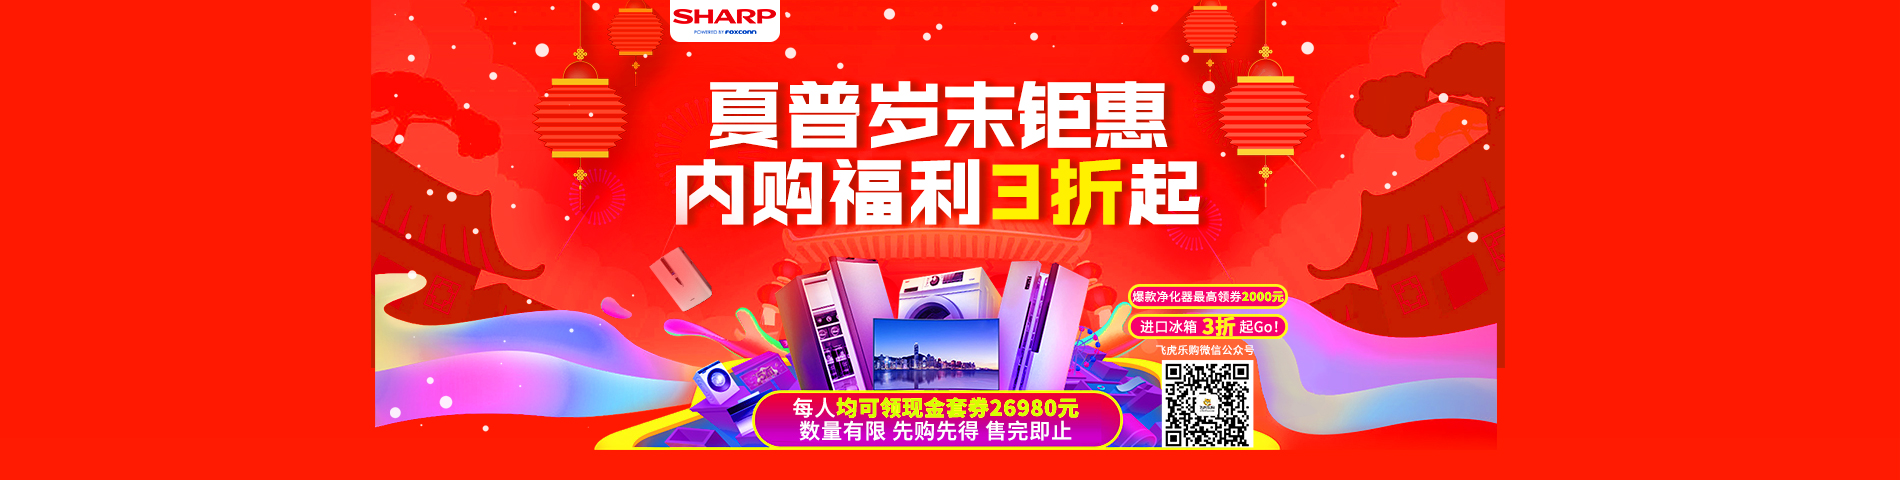 SHARP
POWERED BY FOXCONN
夏普岁末钜惠
内购福利3折起
爆款净化器最高领券2000元
进口冰箱 3折 起Go!
飞虎乐购微信公众号
每人均可领现金套券26980元
数量有限 先购先得 售完即止